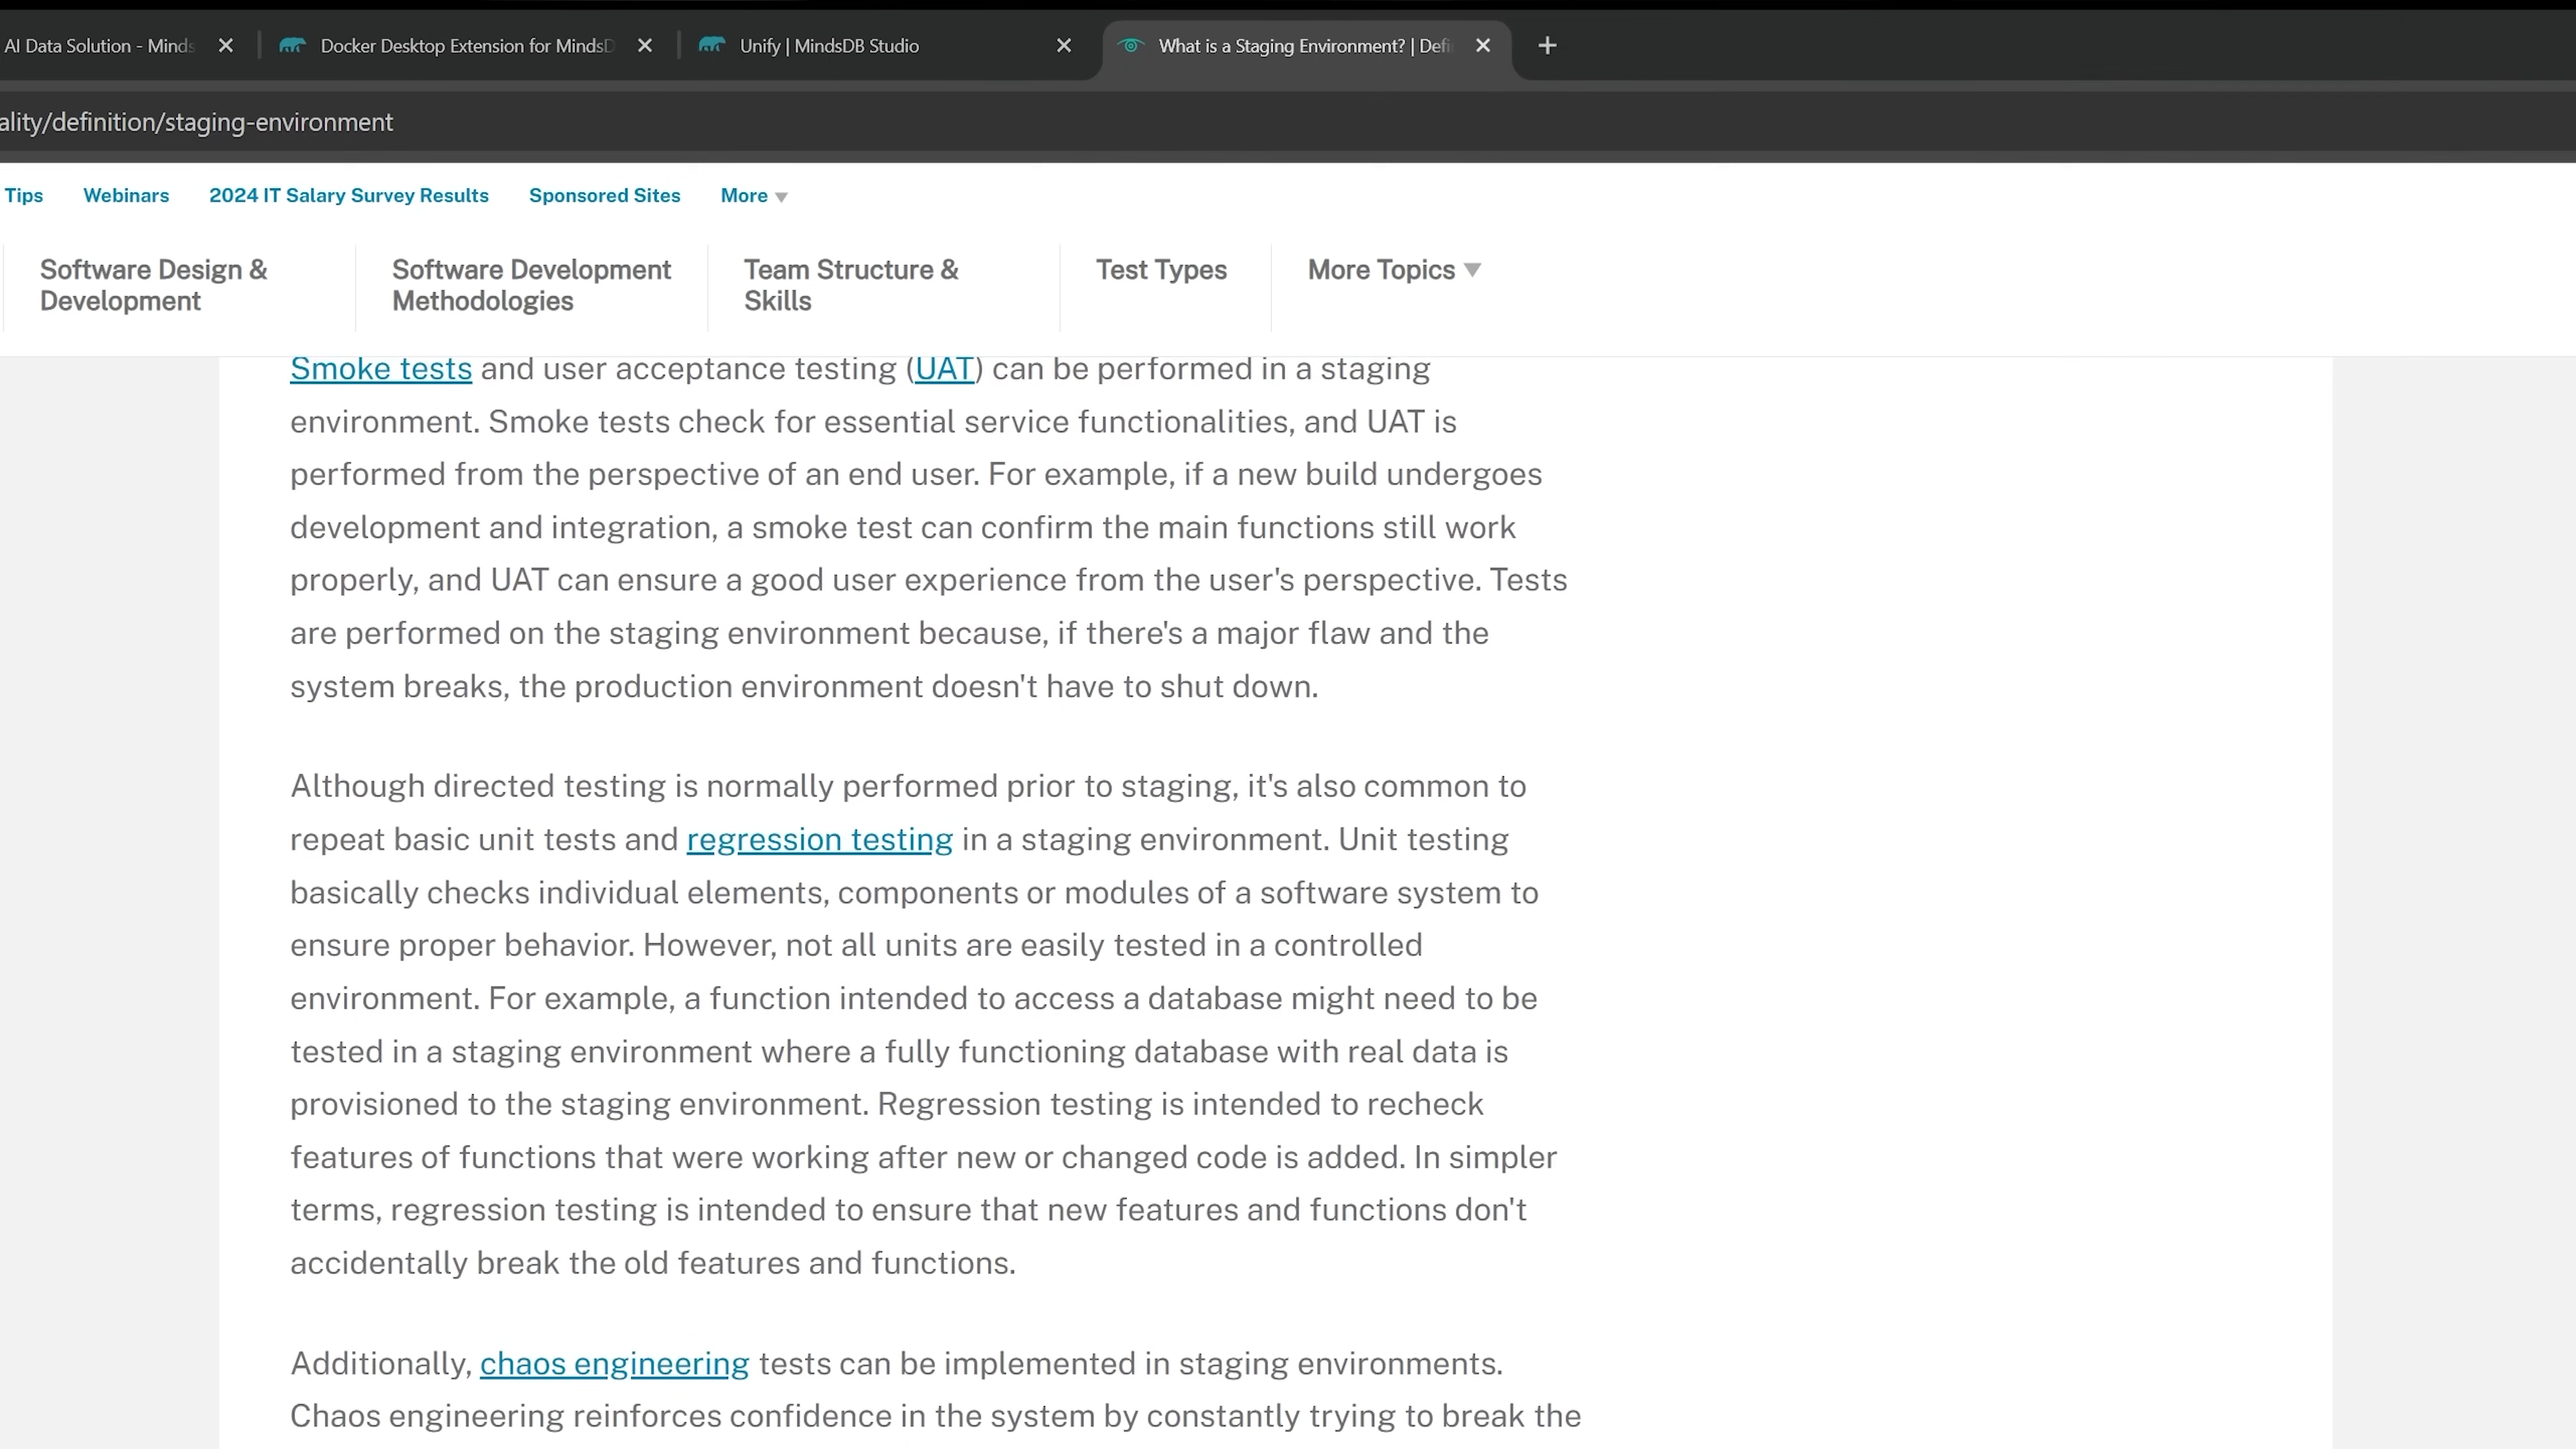 AI Data Solution - Minds
Docker Desktop Extension for MindsD
Unify | MindsDB Studio
What is a Staging Environment? | Defi
ality/definition/staging-environment
Tips
Webinars
2024 IT Salary Survey Results
Sponsored Sites
More
Software Design &
Development
Software Development
Methodologies
Team Structure &
Skills
Test Types
More Topics
Smoke tests and user acceptance testing (UAT) can be performed in a staging
environment. Smoke tests check for essential service functionalities, and UAT is
performed from the perspective of an end user. For example, if a new build undergoes
development and integration, a smoke test can confirm the main functions still work
properly, and UAT can ensure a good user experience from the user's perspective. Tests
are performed on the staging environment because, if there's a major flaw and the
system breaks, the production environment doesn't have to shut down.
Although directed testing is normally performed prior to staging, it's also common to
repeat basic unit tests and regression testing in a staging environment. Unit testing
basically checks individual elements, components or modules of a software system to
ensure proper behavior. However, not all units are easily tested in a controlled
environment. For example, a function intended to access a database might need to be
tested in a staging environment where a fully functioning database with real data is
provisioned to the staging environment. Regression testing is intended to recheck
features of functions that were working after new or changed code is added. In simpler
terms, regression testing is intended to ensure that new features and functions don't
accidentally break the old features and functions.
Additionally, chaos engineering tests can be implemented in staging environments.
Chaos engineering reinforces confidence in the system by constantly trying to break the